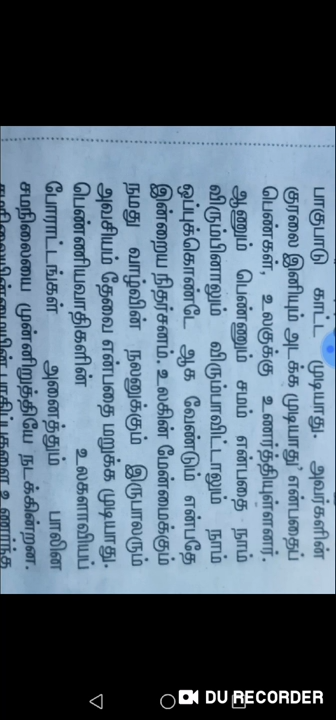 பாகுபாடு காட்ட முடியாது. அவர்களின்
குரலை இனியும் அடக்க முடியாது' என்பதைப்
பெண்கள், உலகுக்கு உணர்த்தியுள்ளனர்.
ஆணும் பெண்ணும் சமம் என்பதை நாம்
விரும்பினாலும் விரும்பாவிட்டாலும் நாம்
ஒப்புக்கொண்டே ஆக வேண்டும் என்பதே
இன்றைய நிதர்சனம். உலகின் மேன்மைக்கும்
நமது வாழ்வின் நலனுக்கும் இருபாலரும்
அவசியம் தேவை என்பதை மறுக்க முடியாது.
பெண்ணியவாதிகளின் உலகளாவியப்
போராட்டங்கள் அனைத்தும் பாலின
சமநிலையை முன்னிறுத்தியே நடக்கின்றன.
DU RECORDER